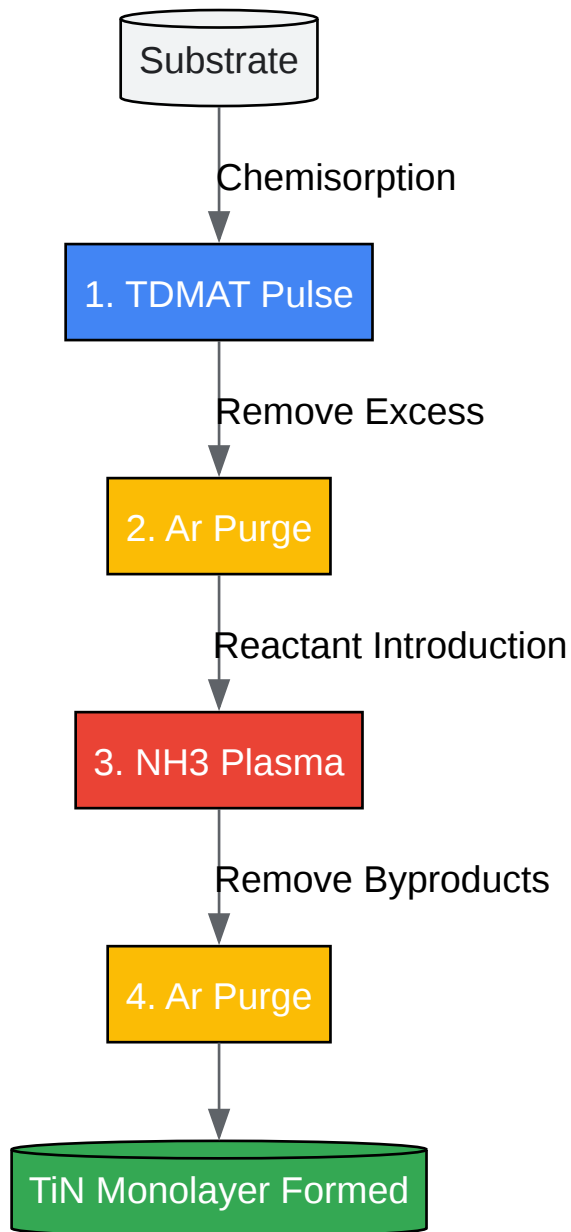 Substrate
Chemisorption
1. TDMAT Pulse
Remove Excess
2. Ar Purge
Reactant Introduction
3. NH3 Plasma
Remove Byproducts
4. Ar Purge
TiN Monolayer Formed